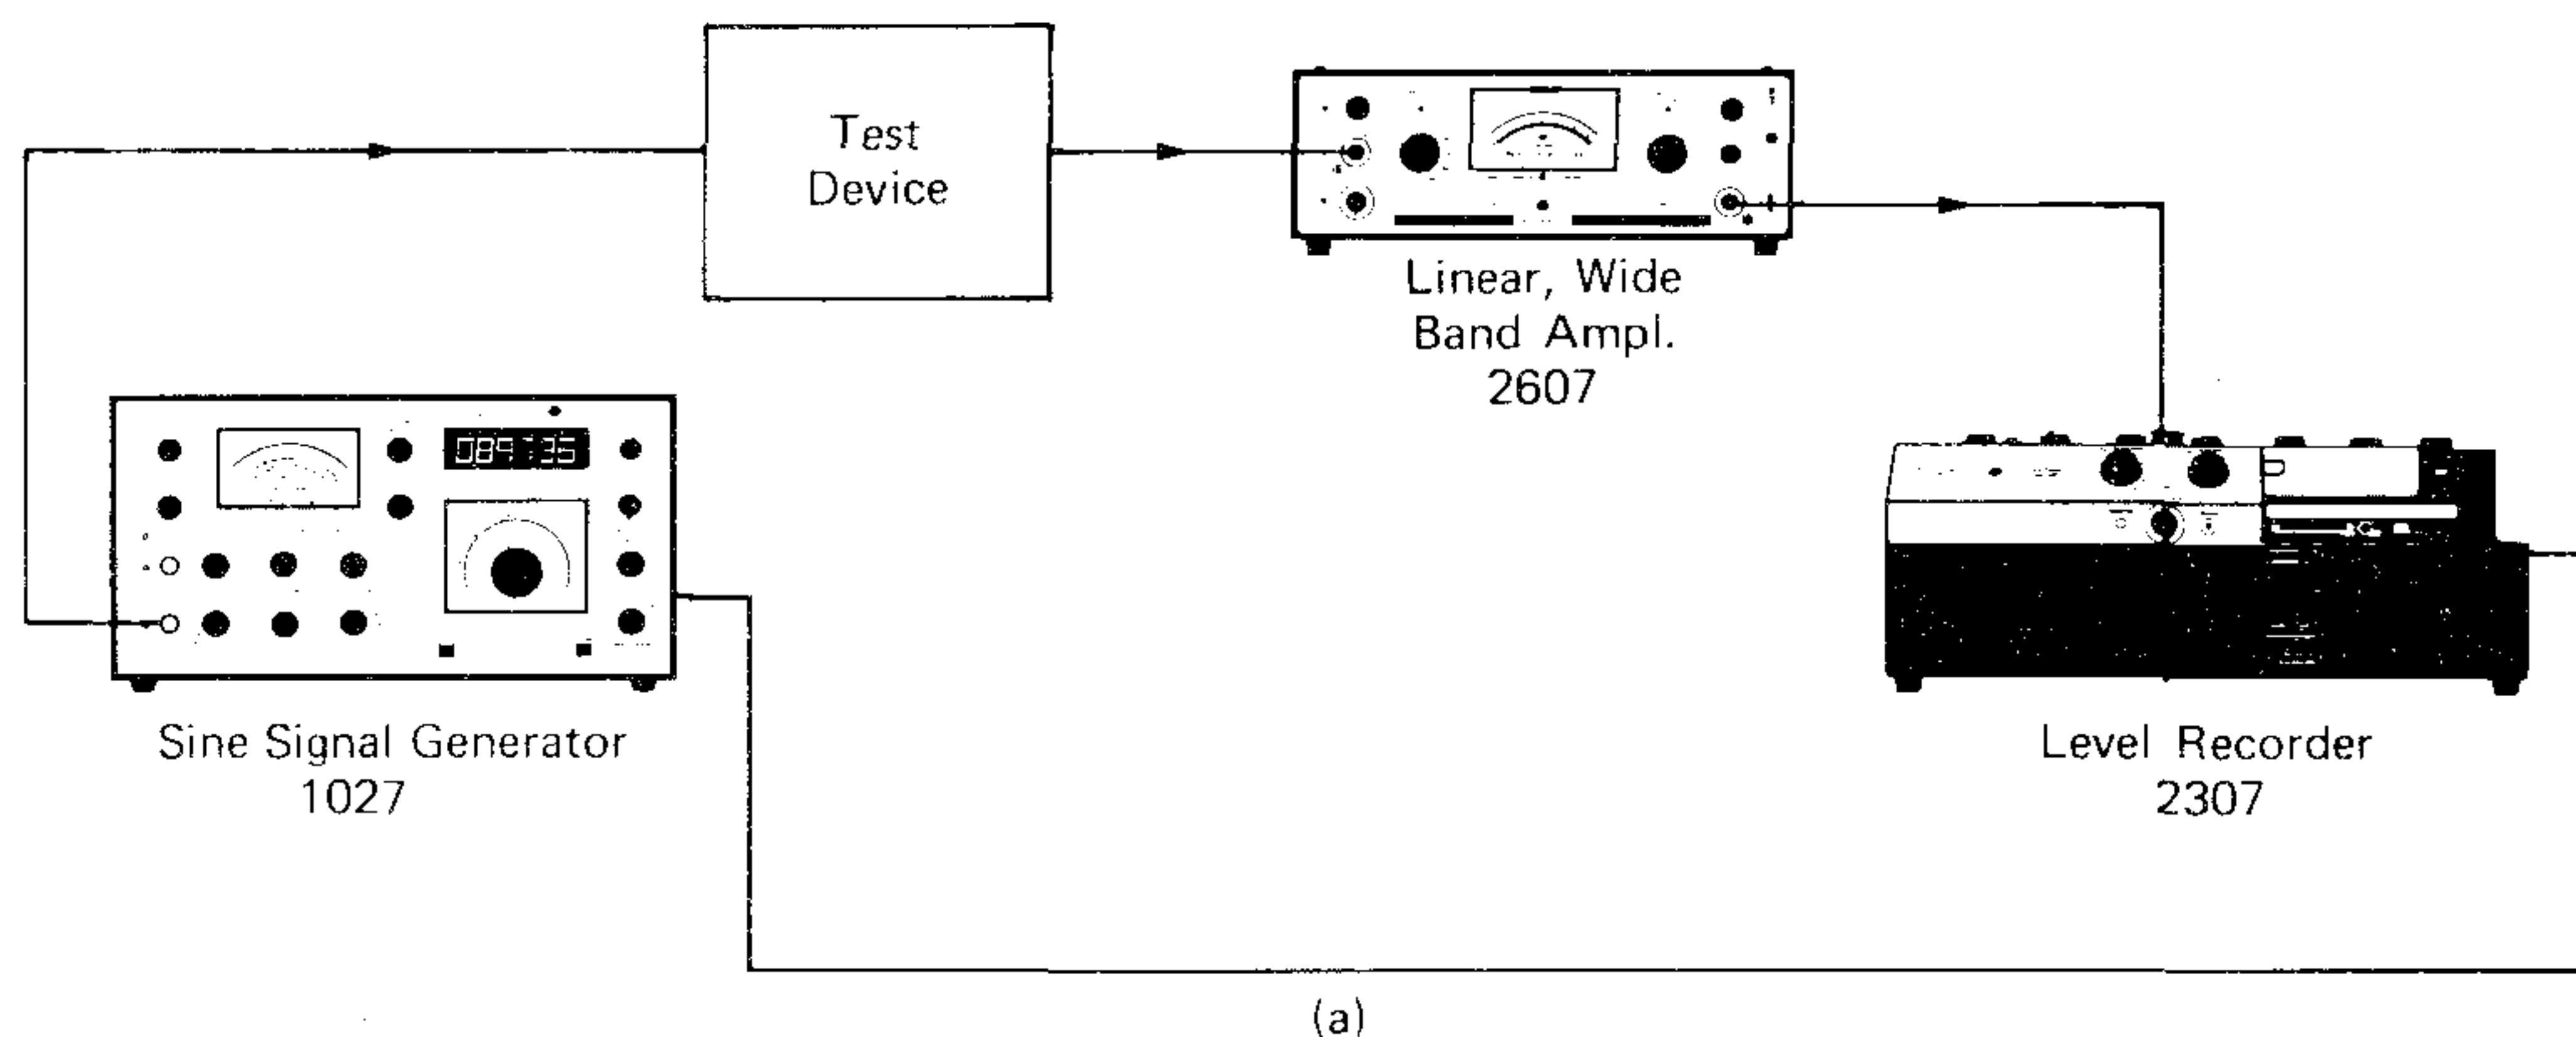 Test
Device
Linear, Wide
Band Ampl.
2607
Sine Signal Generator
1027
Level Recorder
2307
(a)